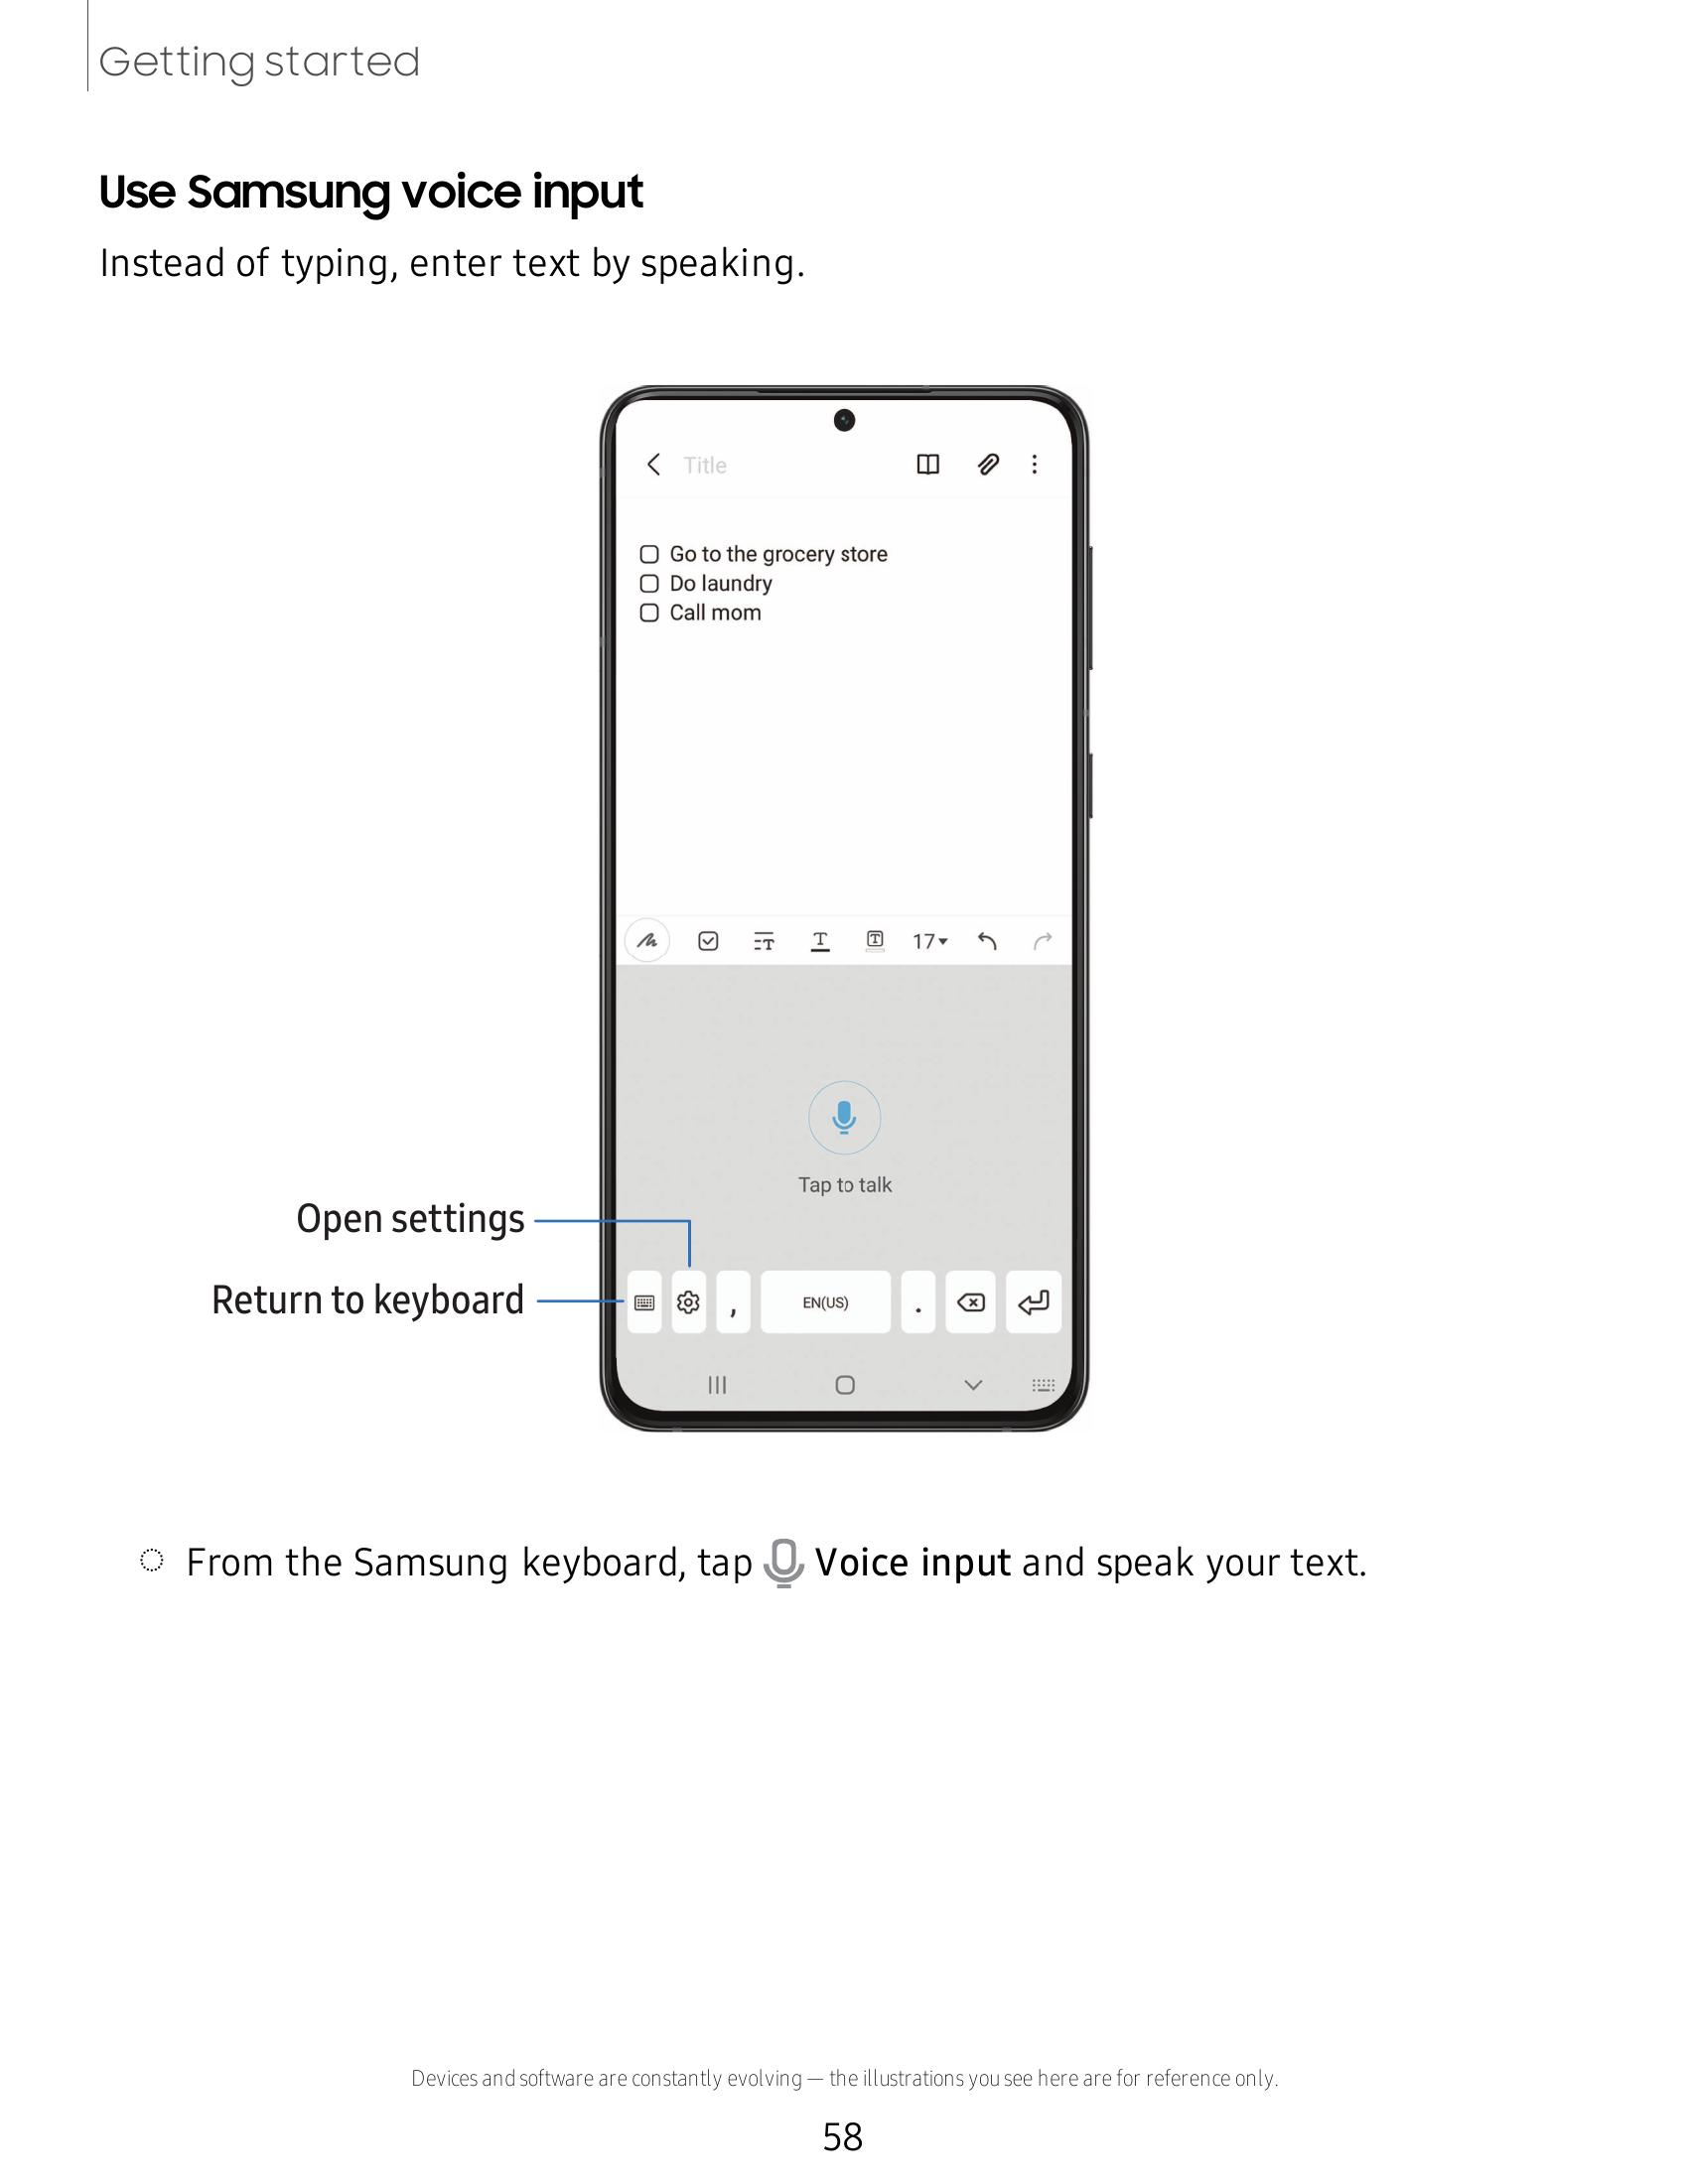 Getting started
Use Samsung voice input
Instead of typing, enter text by speaking.
Title
Go to the grocery store
Do laundry
Call mom
17
Tap to talk
Open settings
Return to keyboard
, EN(US) .
From the Samsung keyboard, tap Voice input and speak your text.
Devices and software are constantly evolving — the illustrations you see here are for reference only.
58